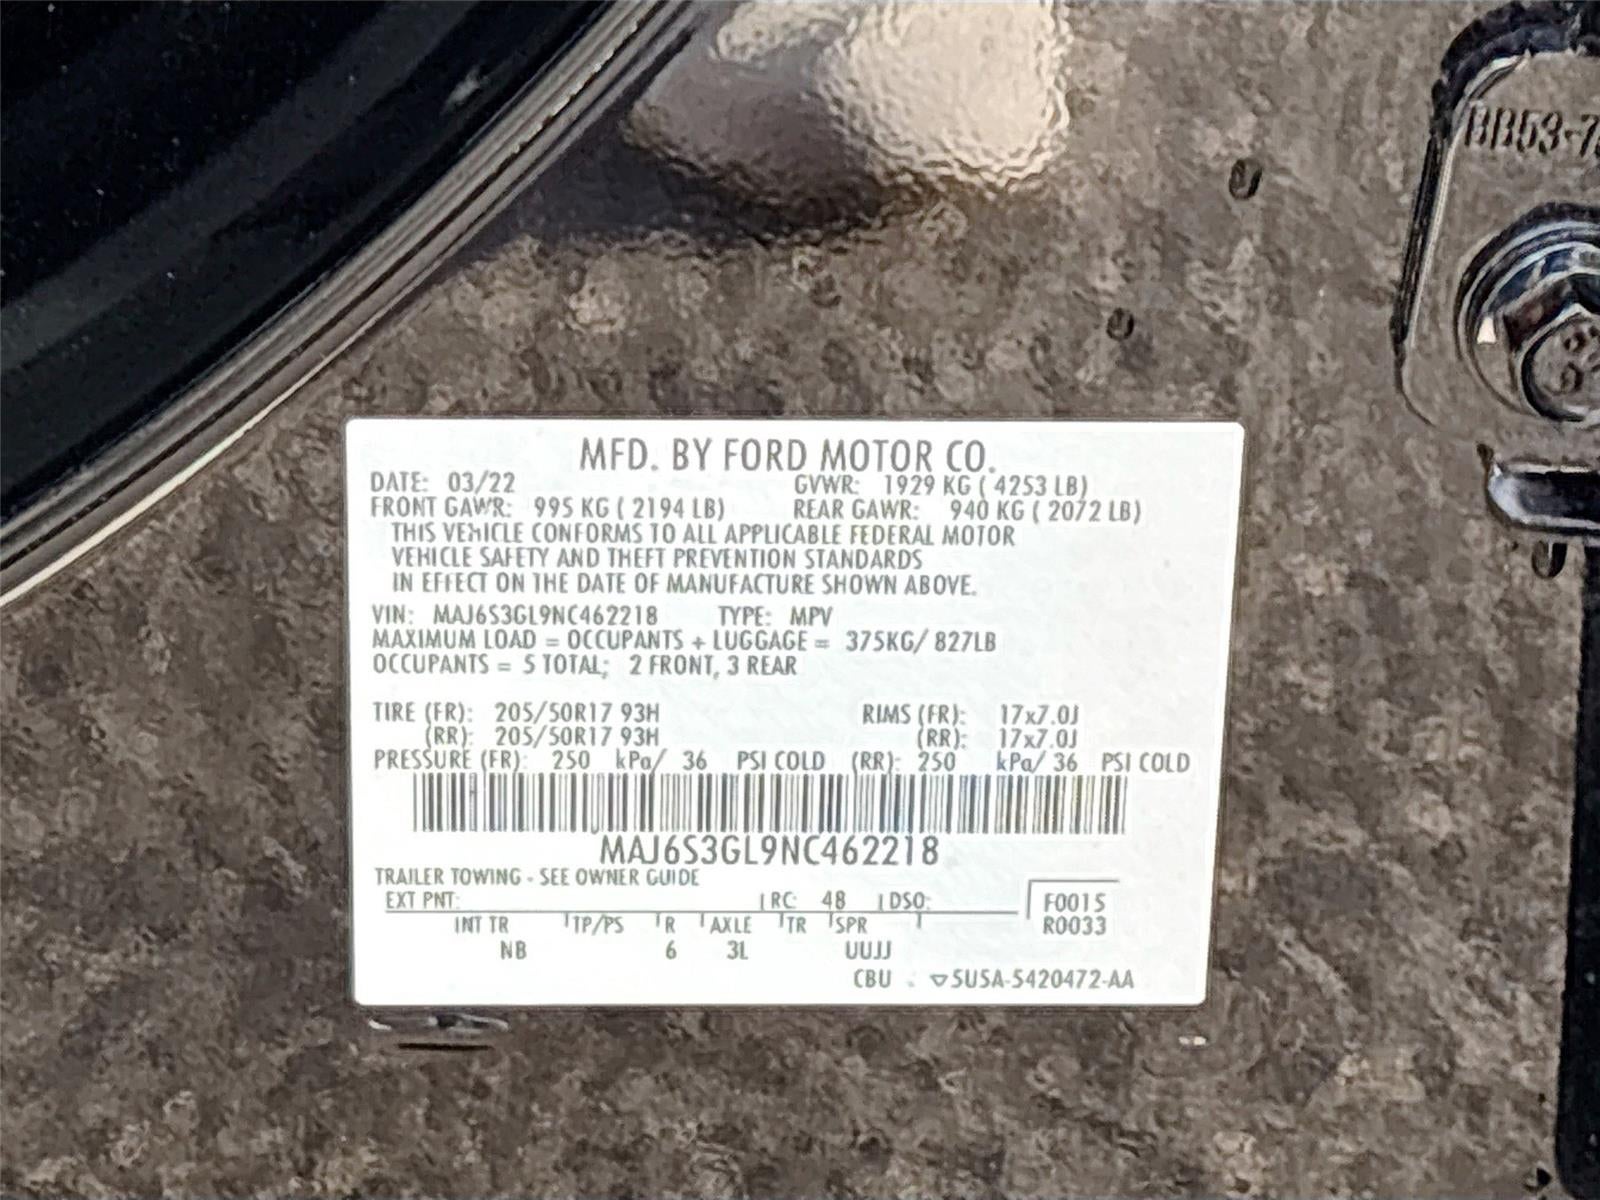 BB53-7
MFD. BY FORD MOTOR CO.
DATE: 03/22 GVWR: 1929 KG ( 4253 LB)
FRONT GAWR: 995 KG ( 2194 LB) REAR GAWR: 940 KG ( 2072 LB)
THIS VEHICLE CONFORMS TO ALL APPLICABLE FEDERAL MOTOR
VEHICLE SAFETY AND THEFT PREVENTION STANDARDS
IN EFFECT ON THE DATE OF MANUFACTURE SHOWN ABOVE.
VIN: MAJ6S3GL9NC462218 TYPE: MPV
MAXIMUM LOAD = OCCUPANTS + LUGGAGE = 375KG/ 827LB
OCCUPANTS = 5 TOTAL; 2 FRONT, 3 REAR
TIRE (FR): 205/50R17 93H RIMS (FR): 17x7.0J
(RR): 205/50R17 93H (RR): 17x7.0J
PRESSURE (FR): 250 kPa/ 36 PSI COLD (RR): 250 kPa/ 36 PSI COLD
MAJ6S3GL9NC462218
TRAILER TOWING - SEE OWNER GUIDE
EXT PNT: RC: 48 DSO: F0015
INT TR TP/PS R AXLE TR SPR R0033
NB 6 3L UUJJ
CBU ▽5U5A-5420472-AA